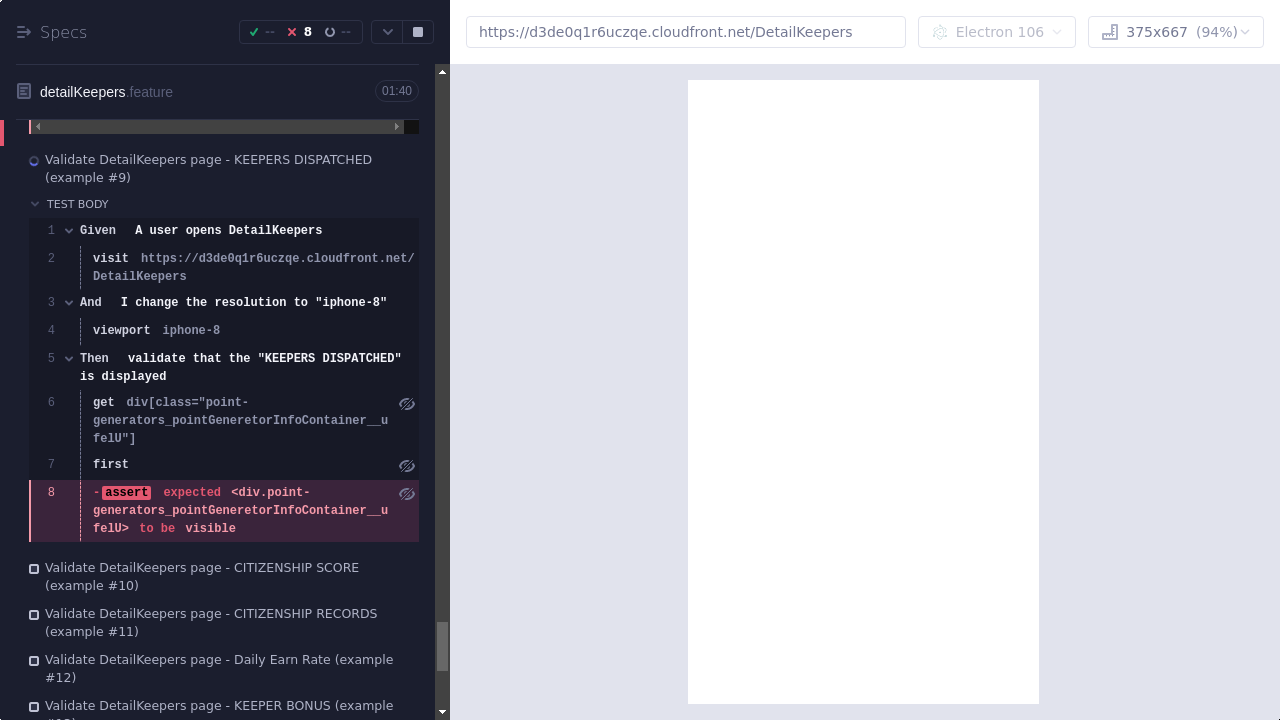 Specs
-- 8 --
detailKeepers.feature 01:40
Validate DetailKeepers page - KEEPERS DISPATCHED
(example #9)
TEST BODY
1 Given A user opens DetailKeepers
2 visit https://d3de0q1r6uczqe.cloudfront.net/
DetailKeepers
3 And I change the resolution to "iphone-8"
4 viewport iphone-8
5 Then validate that the "KEEPERS DISPATCHED"
is displayed
6 get div[class="point-
generators_pointGeneretorInfoContainer__u
felU"]
7 first
8 -assert expected <div.point-
generators_pointGeneretorInfoContainer__u
felU> to be visible
Validate DetailKeepers page - CITIZENSHIP SCORE
(example #10)
Validate DetailKeepers page - CITIZENSHIP RECORDS
(example #11)
Validate DetailKeepers page - Daily Earn Rate (example
#12)
Validate DetailKeepers page - KEEPER BONUS (example
https://d3de0q1r6uczqe.cloudfront.net/DetailKeepers
Electron 106
375x667 (94%)